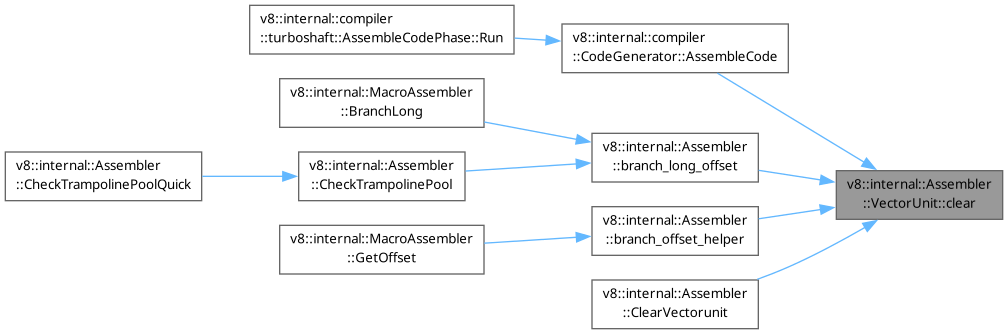 v8::internal::compiler
::turboshaft::AssembleCodePhase::Run
v8::internal::compiler
::CodeGenerator::AssembleCode
v8::internal::MacroAssembler
::BranchLong
v8::internal::Assembler
::branch_long_offset
v8::internal::Assembler
::CheckTrampolinePoolQuick
v8::internal::Assembler
::CheckTrampolinePool
v8::internal::Assembler
::VectorUnit::clear
v8::internal::Assembler
::branch_offset_helper
v8::internal::MacroAssembler
::GetOffset
v8::internal::Assembler
::ClearVectorunit